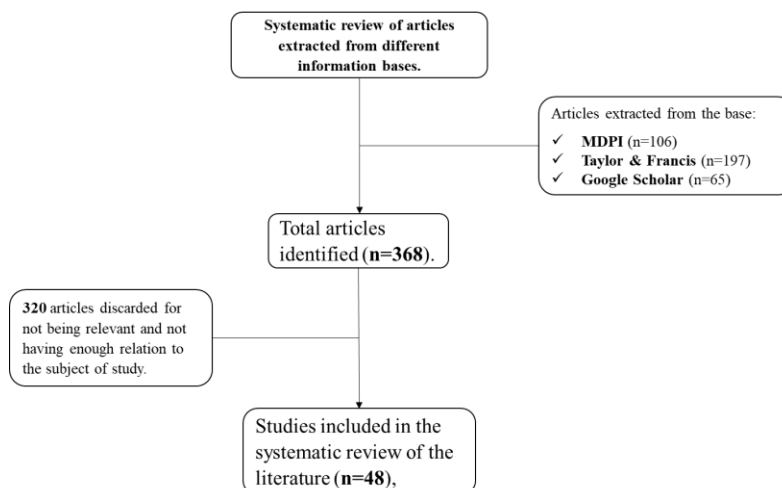 Systematic review of articles
extracted from different
information bases.
Articles extracted from the base:
✓ MDPI (n=106)
✓ Taylor & Francis (n=197)
✓ Google Scholar (n=65)
Total articles
identified (n=368).
320 articles discarded for
not being relevant and not
having enough relation to
the subject of study.
Studies included in the
systematic review of the
literature (n=48),